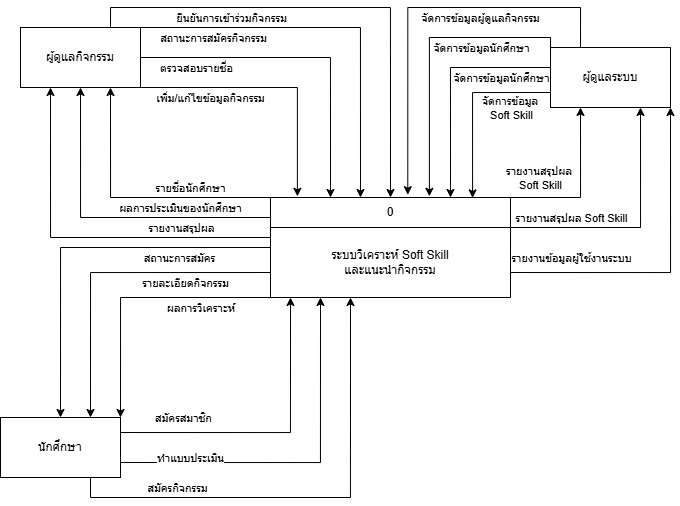 ยืนยันการเข้าร่วมกิจกรรม
จัดการข้อมูลผู้ดูแลกิจกรรม
สถานะการสมัครกิจกรรม
จัดการข้อมูลนักศึกษา
ผู้ดูแลกิจกรรม
ตรวจสอบรายชื่อ
จัดการข้อมูลนักศึกษา
ผู้ดูแลระบบ
เพิ่ม/แก้ไขข้อมูลกิจกรรม
จัดการข้อมูล
Soft Skill
รายงานสรุปผล
Soft Skill
รายชื่อนักศึกษา
ผลการประเมินของนักศึกษา
0
รายงานสรุปผล Soft Skill
รายงานสรุปผล
สถานะการสมัคร
ระบบวิเคราะห์ Soft Skill
และแนะนำกิจกรรม
รายงานข้อมูลผู้ใช้งานระบบ
รายละเอียดกิจกรรม
ผลการวิเคราะห์
สมัครสมาชิก
นักศึกษา
ทำแบบประเมิน
สมัครกิจกรรม